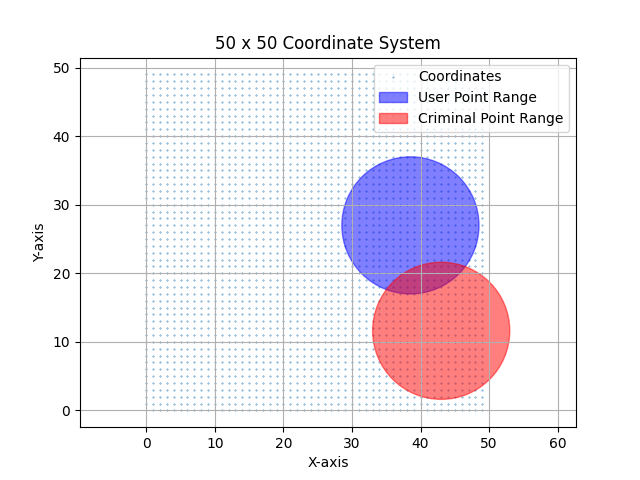 50 x 50 Coordinate System
Coordinates
User Point Range
Criminal Point Range
Y-axis
50
40
30
20
10
0
0 10 20 30 40 50 60
X-axis